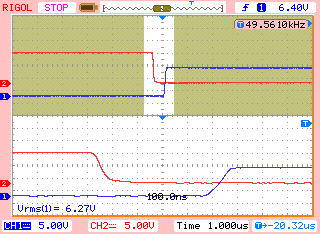 RIGOL STOP 2 T f 1 6.40V
T 49.5610kHz
2
1
T
2
1
100.0ns
Vrms(1)= 6.27V
CH1 5.00V CH2 5.00V Time 1.000us T→-20.32us